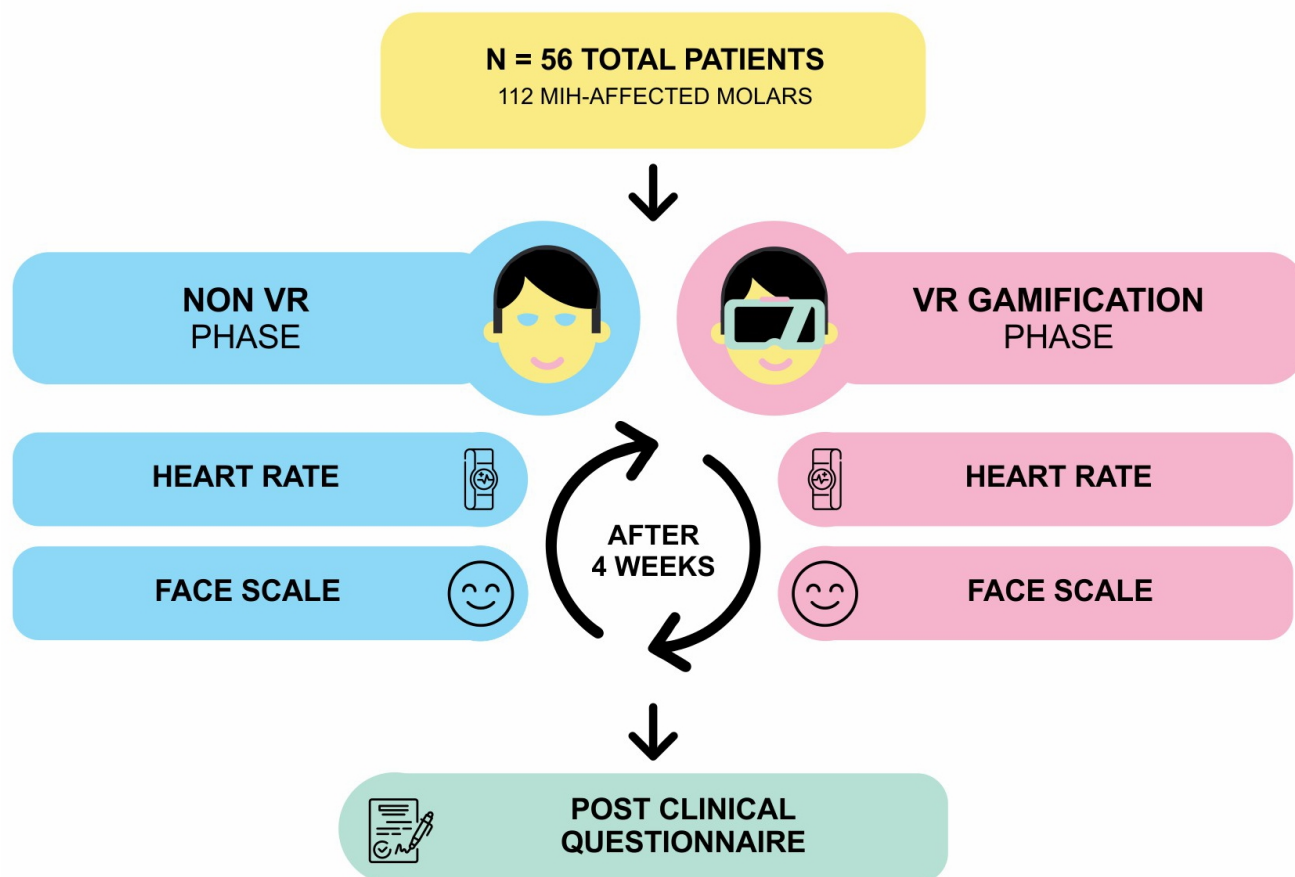 N = 56 TOTAL PATIENTS
112 MIH-AFFECTED MOLARS
NON VR
PHASE
VR GAMIFICATION
PHASE
HEART RATE
HEART RATE
AFTER
4 WEEKS
FACE SCALE
FACE SCALE
POST CLINICAL
QUESTIONNAIRE